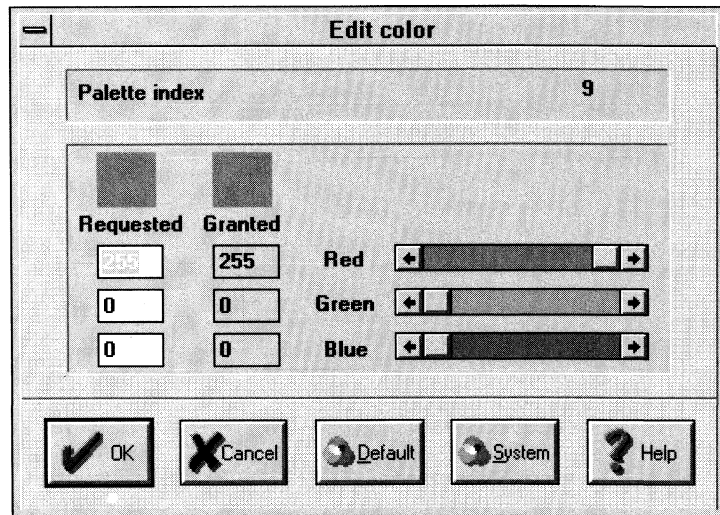 Edit color
Palette index 9
Requested Granted
255 255 Red
0 0 Green
0 0 Blue
OK Cancel Default System Help